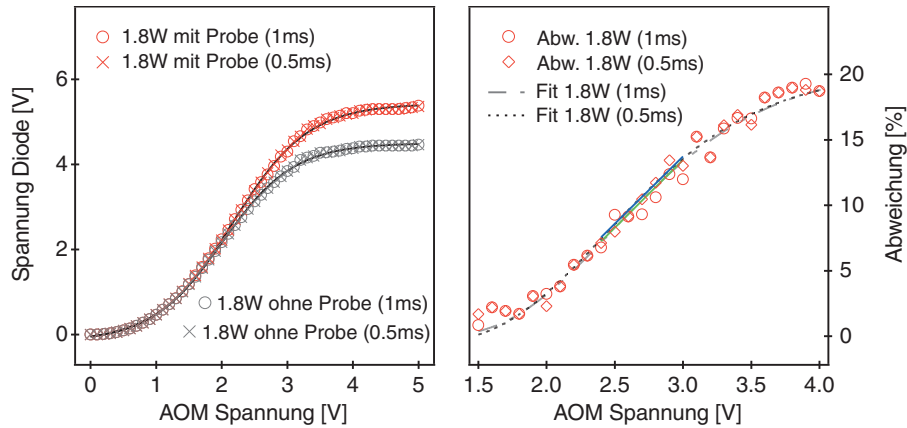 1.8W mit Probe (1ms)
1.8W mit Probe (0.5ms)
6
4
2
0
Spannung Diode [V]
1.8W ohne Probe (1ms)
1.8W ohne Probe (0.5ms)
0
1
2
3
4
5
AOM Spannung [V]
Abw. 1.8W (1ms)
Abw. 1.8W (0.5ms)
Fit 1.8W (1ms)
Fit 1.8W (0.5ms)
20
15
10
5
0
Abweichung [%]
1.5
2.0
2.5
3.0
3.5
4.0
AOM Spannung [V]